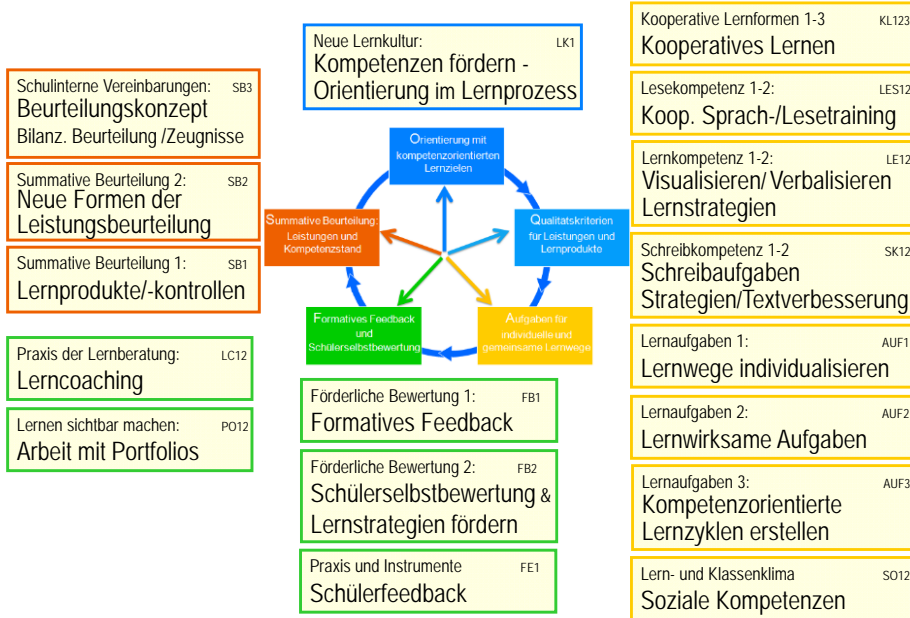 Neue Lernkultur: LK1
Kompetenzen fördern -
Orientierung im Lernprozess
Schulinterne Vereinbarungen: SB3
Beurteilungskonzept
Bilanz. Beurteilung /Zeugnisse
Summative Beurteilung 2: SB2
Neue Formen der
Leistungsbeurteilung
Summative Beurteilung 1: SB1
Lernprodukte/-kontrollen
Praxis der Lernberatung: LC12
Lerncoaching
Lernen sichtbar machen: PO12
Arbeit mit Portfolios
Orientierung mit
kompetenzorientierten
Lernzielen
Summative Beurteilung:
Leistungen und
Kompetenzstand
Qualitätskriterien
für Leistungen und
Lernprodukte
Formatives Feedback
und
Schülerselbstbewertung
Aufgaben für
individuelle und
gemeinsame Lernwege
Förderliche Bewertung 1: FB1
Formatives Feedback
Förderliche Bewertung 2: FB2
Schülerselbstbewertung &
Lernstrategien fördern
Praxis und Instrumente FE1
Schülerfeedback
Kooperative Lernformen 1-3 KL123
Kooperatives Lernen
Lesekompetenz 1-2: LES12
Koop. Sprach-/Lesetraining
Lernkompetenz 1-2: LE12
Visualisieren/ Verbalisieren
Lernstrategien
Schreibkompetenz 1-2 SK12
Schreibaufgaben
Strategien/Textverbesserung
Lernaufgaben 1: AUF1
Lernwege individualisieren
Lernaufgaben 2: AUF2
Lernwirksame Aufgaben
Lernaufgaben 3: AUF3
Kompetenzorientierte
Lernzyklen erstellen
Lern- und Klassenklima SO12
Soziale Kompetenzen